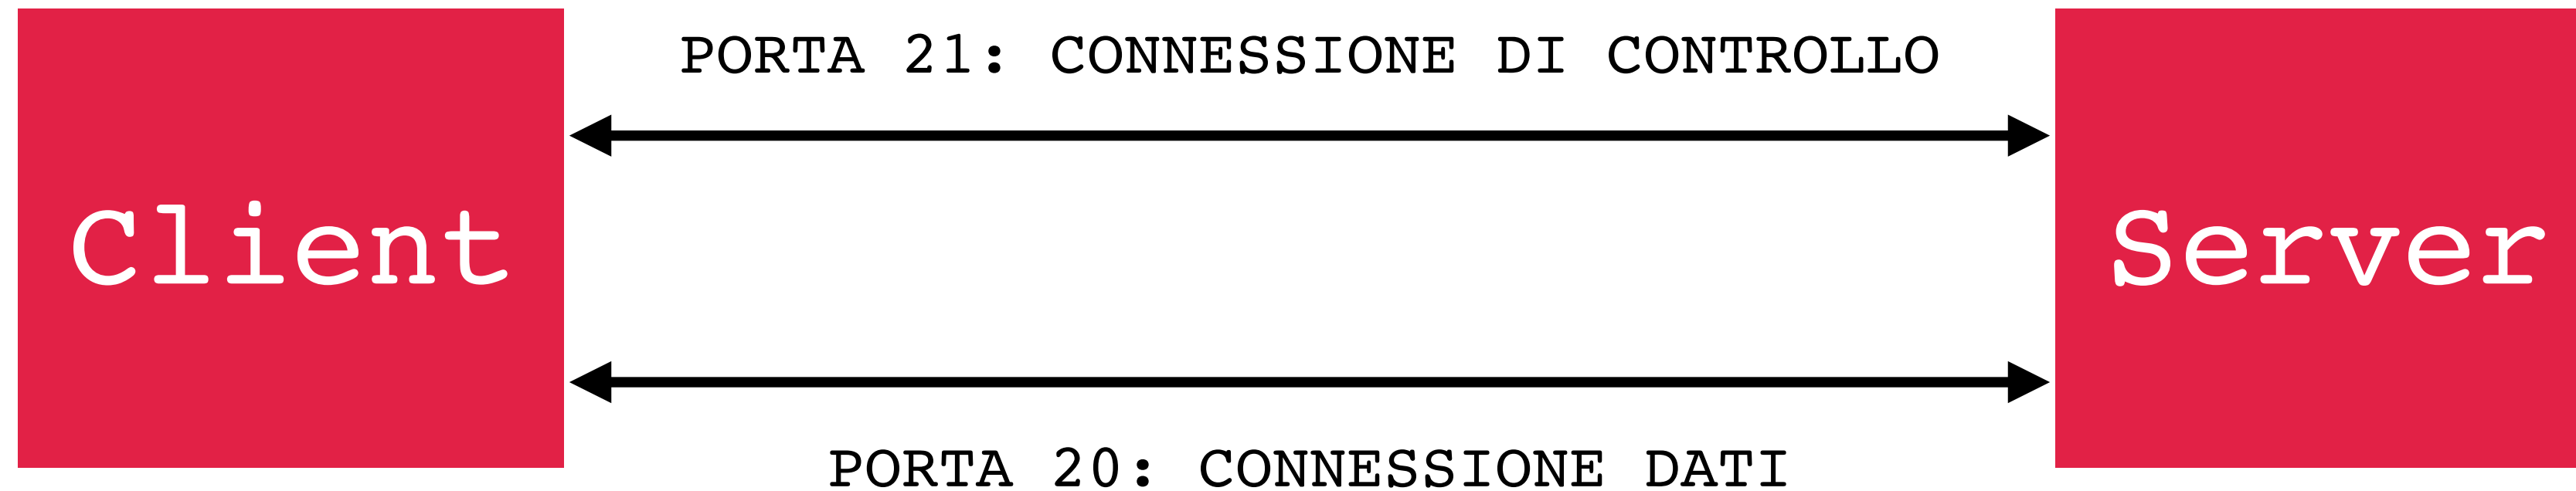 PORTA 21: CONNESSIONE DI CONTROLLO
Client
Server
PORTA 20: CONNESSIONE DATI